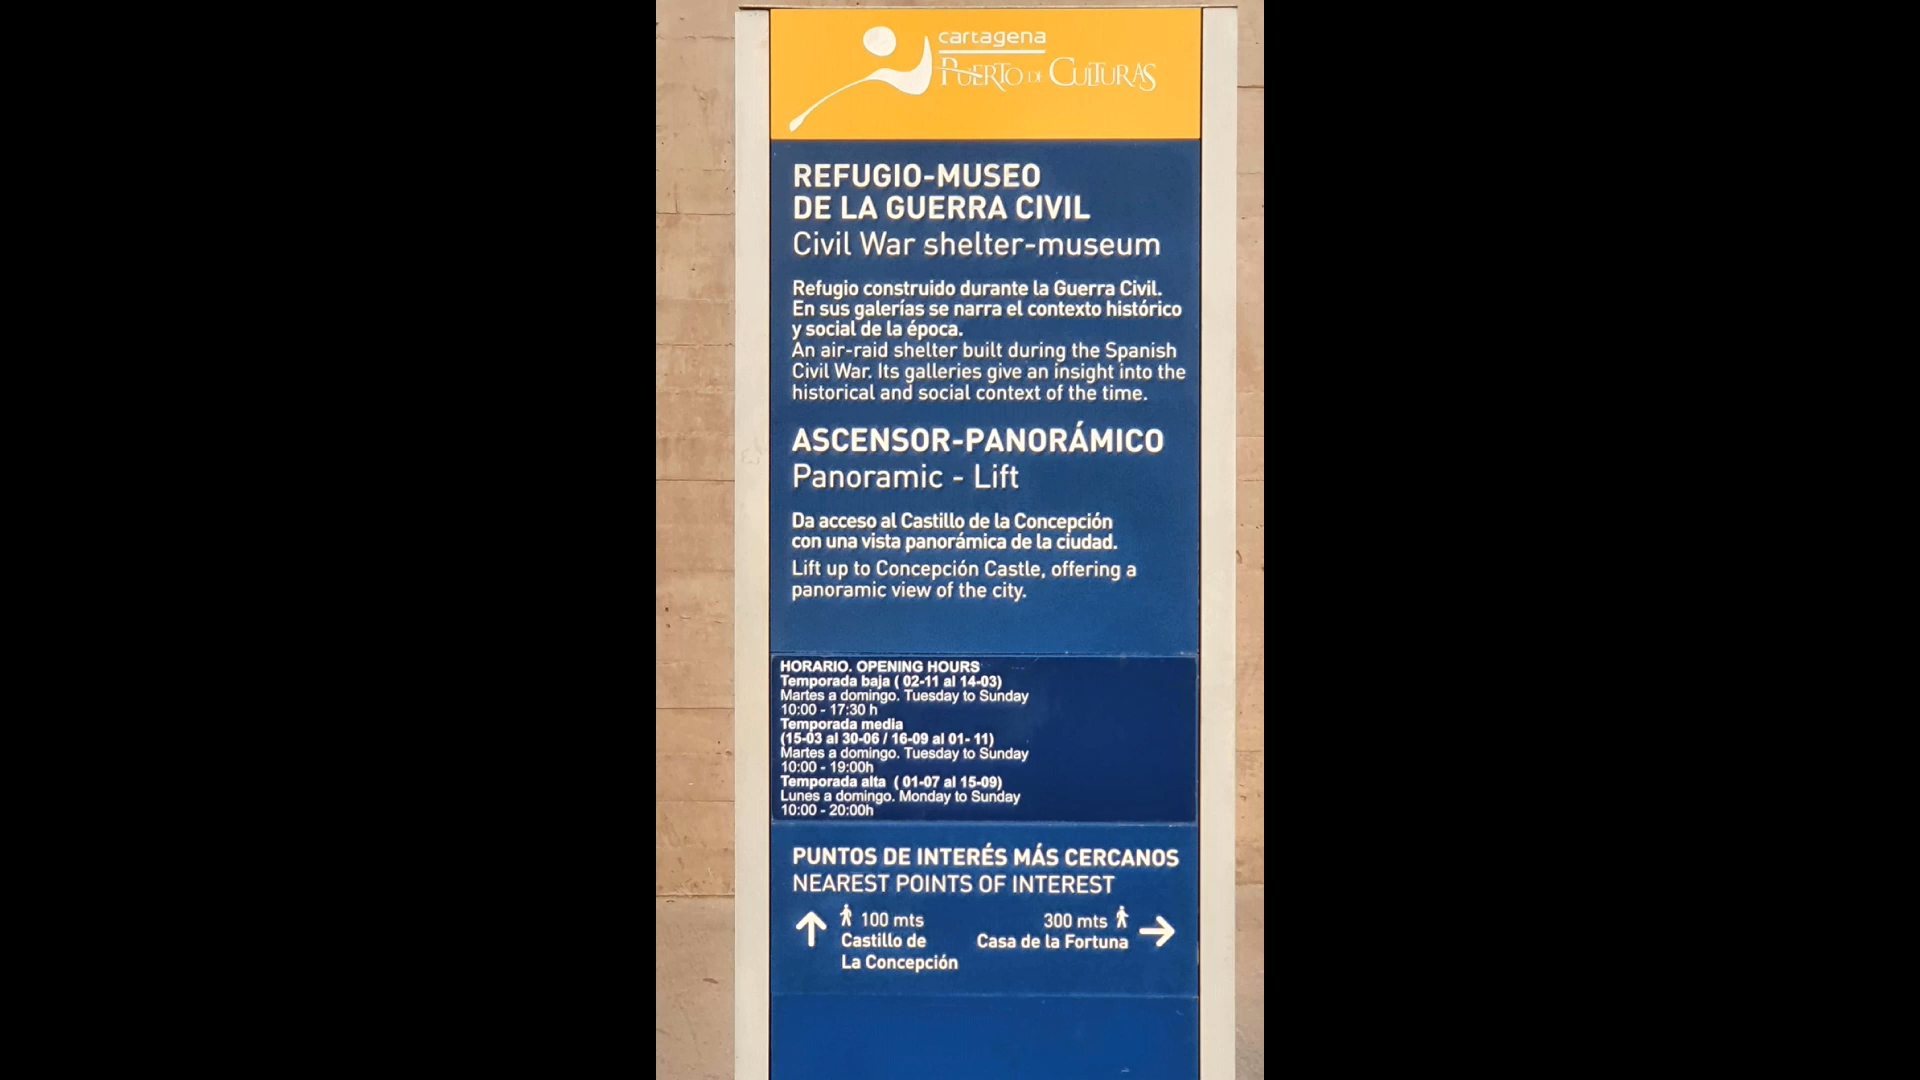 cartagena
PUERTO DE CULTURAS
REFUGIO-MUSEO
DE LA GUERRA CIVIL
Civil War shelter-museum
Refugio construido durante la Guerra Civil.
En sus galerías se narra el contexto histórico
y social de la época.
An air-raid shelter built during the Spanish
Civil War. Its galleries give an insight into the
historical and social context of the time.
ASCENSOR-PANORÁMICO
Panoramic - Lift
Da acceso al Castillo de la Concepción
con una vista panorámica de la ciudad.
Lift up to Concepción Castle, offering a
panoramic view of the city.
HORARIO. OPENING HOURS
Temporada baja ( 02-11 al 14-03)
Martes a domingo. Tuesday to Sunday
10:00 - 17:30 h
Temporada media
(15-03 al 30-06 / 16-09 al 01- 11)
Martes a domingo. Tuesday to Sunday
10:00 - 19:00h
Temporada alta ( 01-07 al 15-09)
Lunes a domingo. Monday to Sunday
10:00 - 20:00h
PUNTOS DE INTERÉS MÁS CERCANOS
NEAREST POINTS OF INTEREST
100 mts
Castillo de
La Concepción
300 mts
Casa de la Fortuna